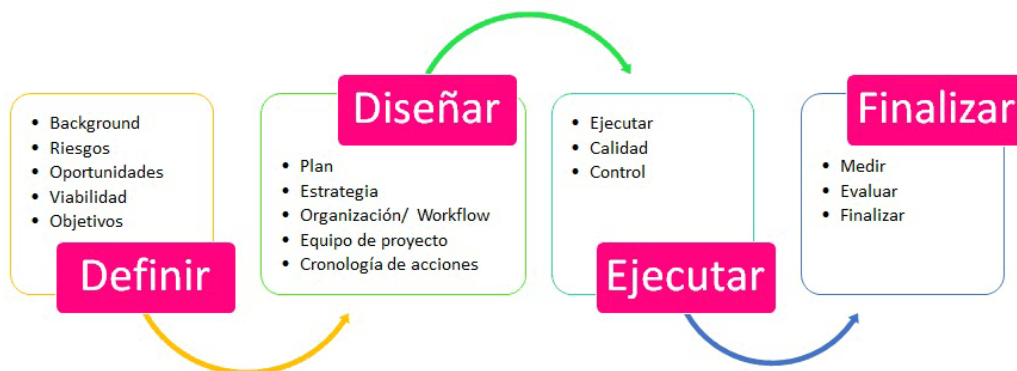 Background
Riesgos
Oportunidades
Viabilidad
Objetivos
Definir
Diseñar
Plan
Estrategia
Organización/ Workflow
Equipo de proyecto
Cronología de acciones
Ejecutar
Calidad
Control
Ejecutar
Finalizar
Medir
Evaluar
Finalizar